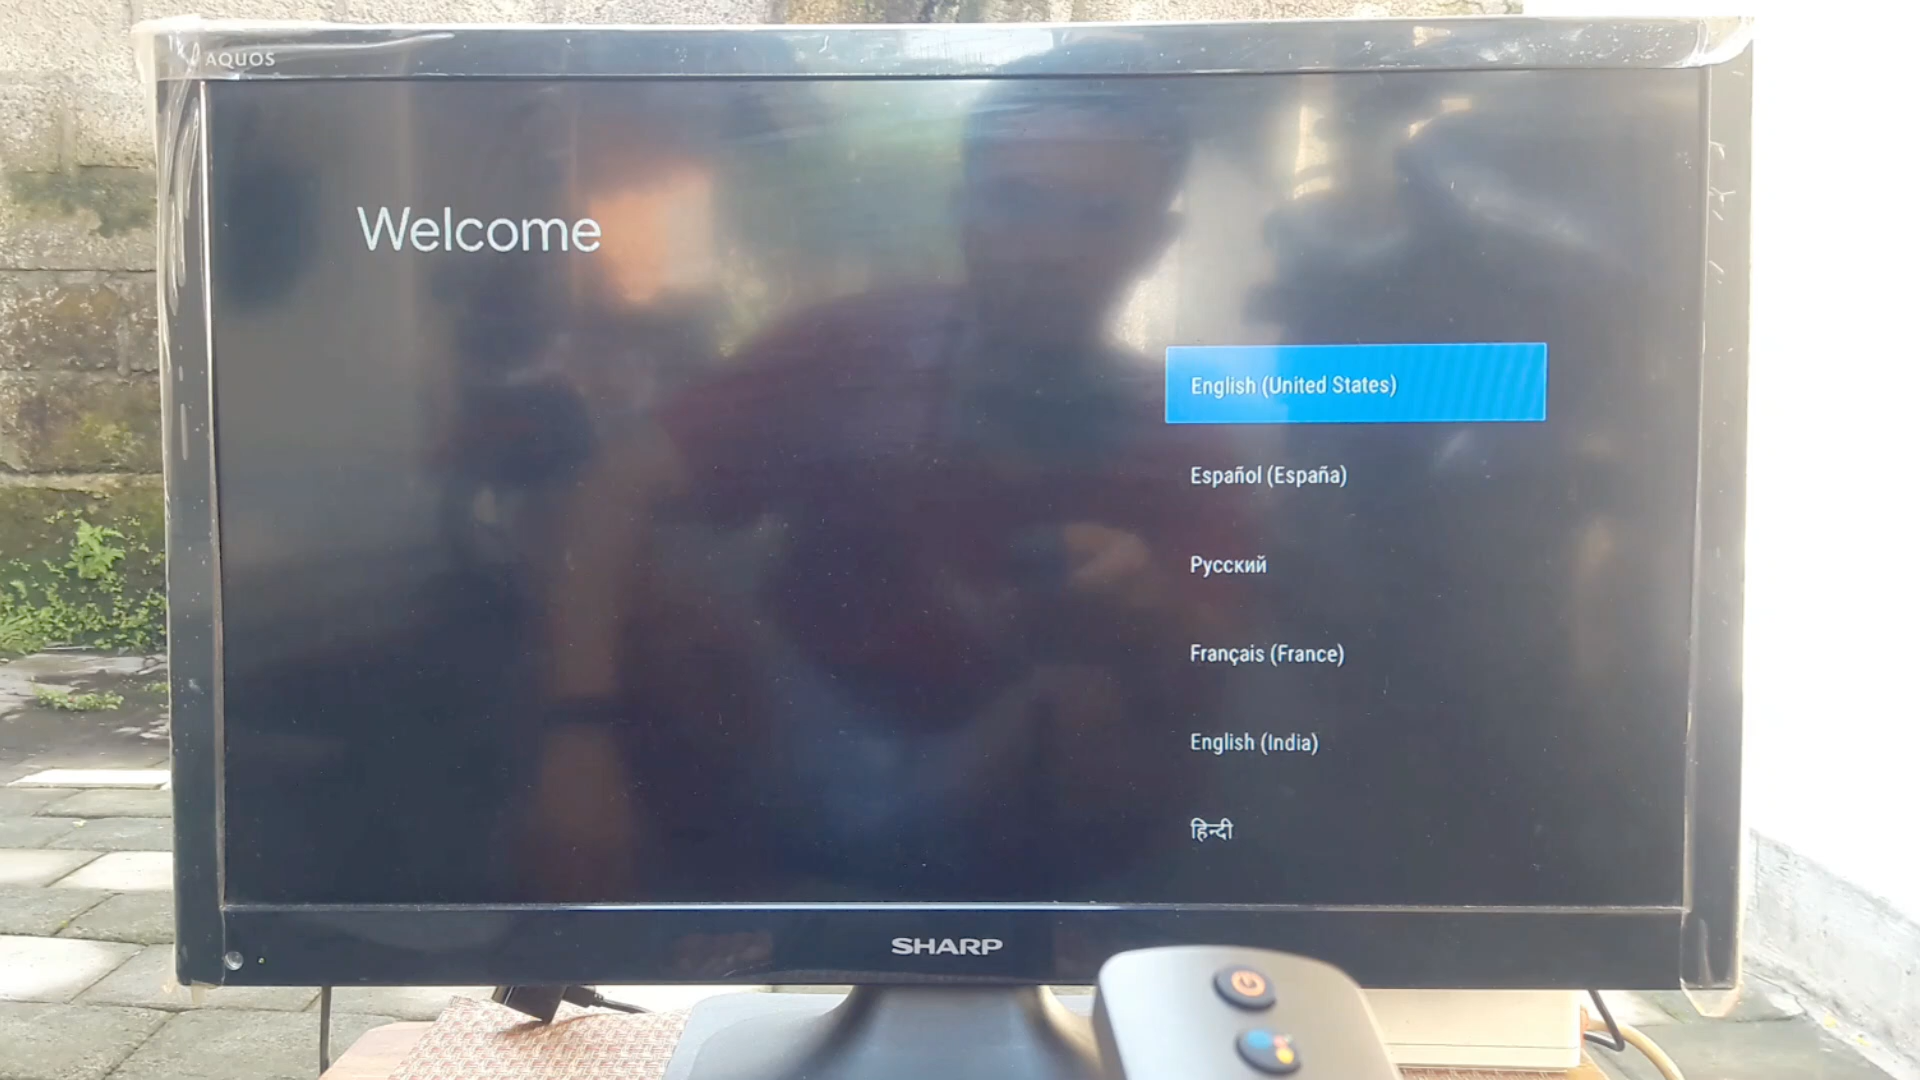 AQUOS
Welcome
English (United States)
Español (España)
Русский
Français (France)
English (India)
हिन्दी
SHARP